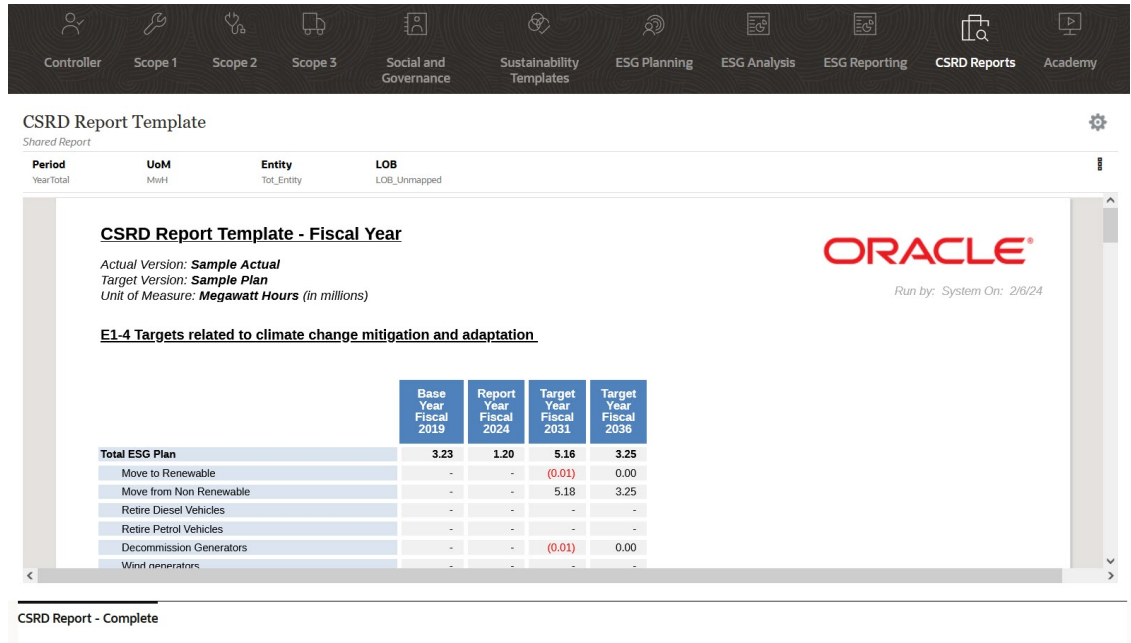 Controller
Scope 1
Scope 2
Scope 3
Social and
Governance
Sustainability
Templates
ESG Planning
ESG Analysis
ESG Reporting
CSRD Reports
Academy
CSRD Report Template
Shared Report
Period UoM Entity LOB
YearTotal MwH Tot_Entity LOB_Unmapped
CSRD Report Template - Fiscal Year
ORACLE®
Actual Version: Sample Actual
Target Version: Sample Plan
Unit of Measure: Megawatt Hours (in millions)
Run by: System On: 2/6/24
E1-4 Targets related to climate change mitigation and adaptation
Base Report Target Target
Year Year Year Year
Fiscal Fiscal Fiscal Fiscal
2019 2024 2031 2036
Total ESG Plan 3.23 1.20 5.16 3.25
Move to Renewable - - (0.01) 0.00
Move from Non Renewable - - 5.18 3.25
Retire Diesel Vehicles - - - -
Retire Petrol Vehicles - - - -
Decommission Generators - - (0.01) 0.00
Wind generators - - - -
CSRD Report - Complete